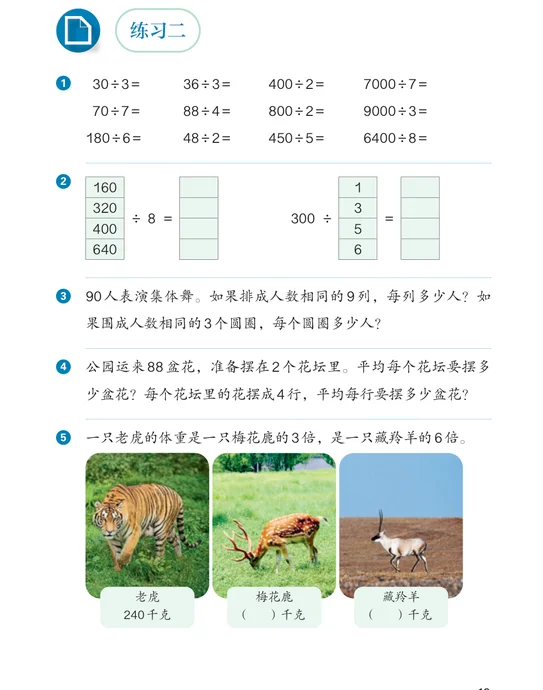 练习二
1 30÷3= 36÷3= 400÷2= 7000÷7=
70÷7= 88÷4= 800÷2= 9000÷3=
180÷6= 48÷2= 450÷5= 6400÷8=
2
160
320
400
640
÷ 8 =
300 ÷
1
3
5
6
=
3 90人表演集体舞。如果排成人数相同的9列，每列多少人？如
果围成人数相同的3个圆圈，每个圆圈多少人？
4 公园运来88盆花，准备摆在2个花坛里。平均每个花坛要摆多
少盆花？每个花坛里的花摆成4行，平均每行要摆多少盆花？
5 一只老虎的体重是一只梅花鹿的3倍，是一只藏羚羊的6倍。
老虎 梅花鹿 藏羚羊
240千克 （ ）千克 （ ）千克